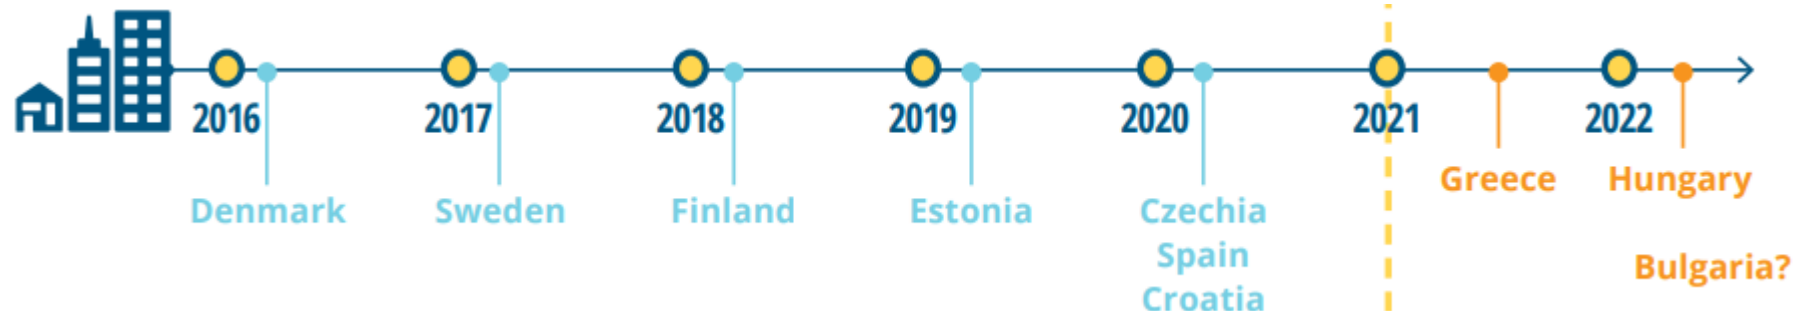 2016 2017 2018 2019 2020 2021 2022
Greece Hungary
Denmark Sweden Finland Estonia Czechia
Spain
Bulgaria?
Croatia